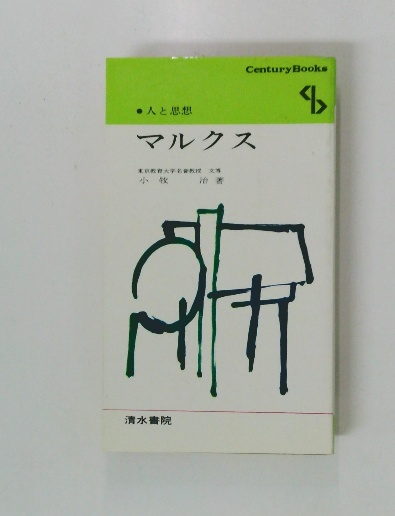 CenturyBooks
●人と思想
マルクス
東京教育大学名誉教授 文博
小牧 治著
清水書院